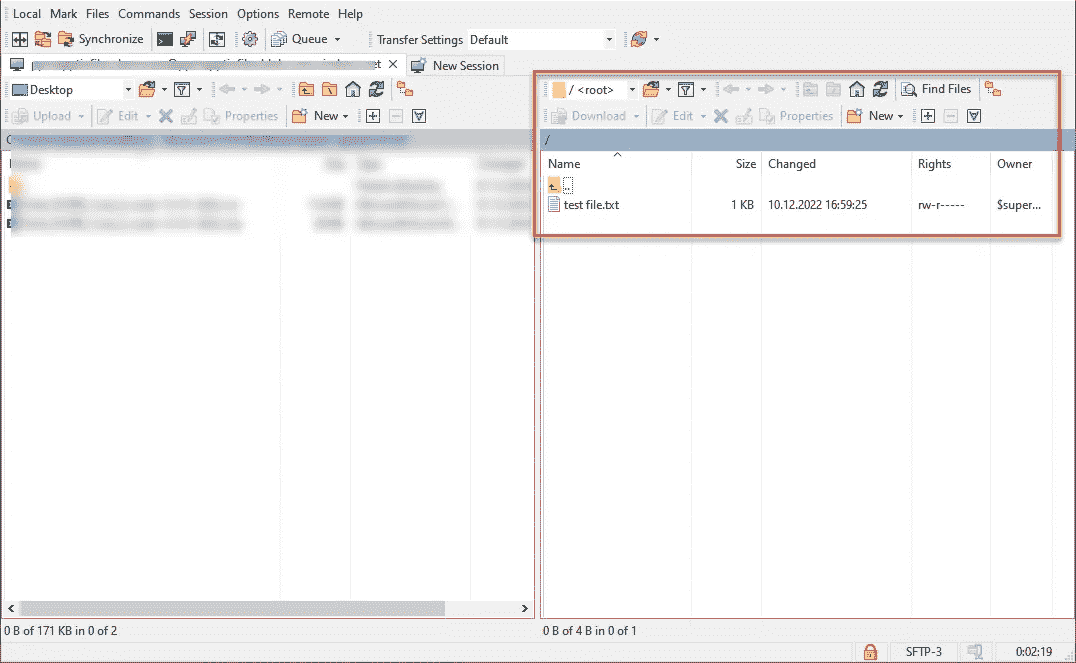 Local Mark Files Commands Session Options Remote Help
Synchronize Queue Transfer Settings Default
New Session
Desktop
Upload Edit Properties New
/ <root> Find Files
Download Edit Properties New
/
Name Size Changed Rights Owner
..
test file.txt 1 KB 10.12.2022 16:59:25 rw-r----- $super...
0 B of 171 KB in 0 of 2
0 B of 4 B in 0 of 1
SFTP-3 0:02:19